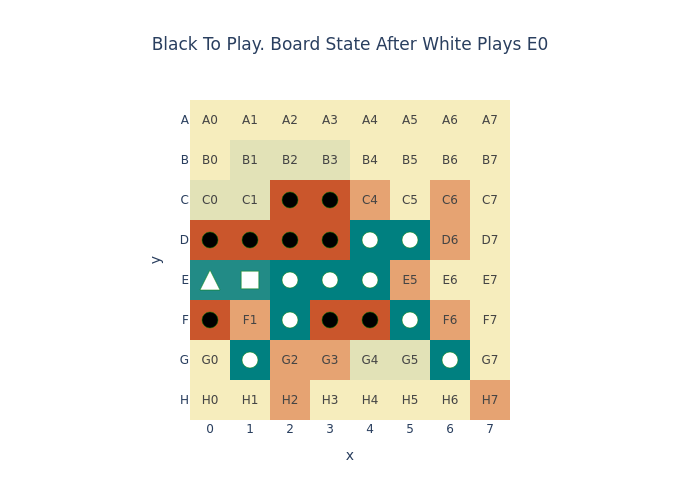 Black To Play. Board State After White Plays E0
A A0 A1 A2 A3 A4 A5 A6 A7
B B0 B1 B2 B3 B4 B5 B6 B7
C C0 C1 C4 C5 C6 C7
D D6 D7
y
E E5 E6 E7
F F1 F6 F7
G G0 G2 G3 G4 G5 G7
H H0 H1 H2 H3 H4 H5 H6 H7
0 1 2 3 4 5 6 7
x